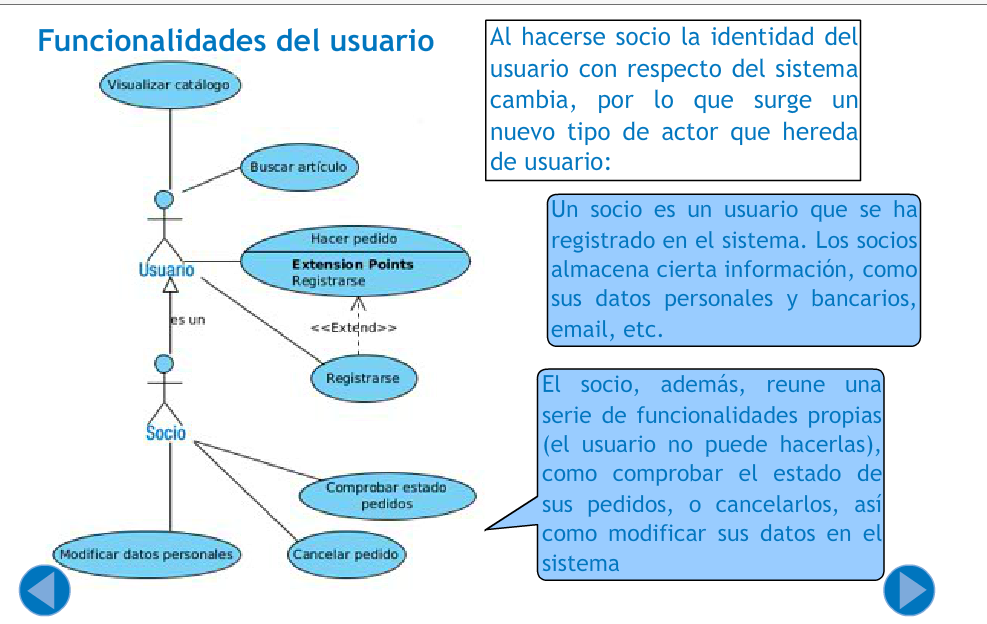 Funcionalidades del usuario
Visualizar catálogo
Buscar artículo
Hacer pedido
Extension Points
Registrarse
Usuario
es un
<<Extend>>
Registrarse
Socio
Comprobar estado
pedidos
Modificar datos personales
Cancelar pedido
Al hacerse socio la identidad del
usuario con respecto del sistema
cambia, por lo que surge un
nuevo tipo de actor que hereda
de usuario:
Un socio es un usuario que se ha
registrado en el sistema. Los socios
almacena cierta información, como
sus datos personales y bancarios,
email, etc.
El socio, además, reune una
serie de funcionalidades propias
(el usuario no puede hacerlas),
como comprobar el estado de
sus pedidos, o cancelarlos, así
como modificar sus datos en el
sistema